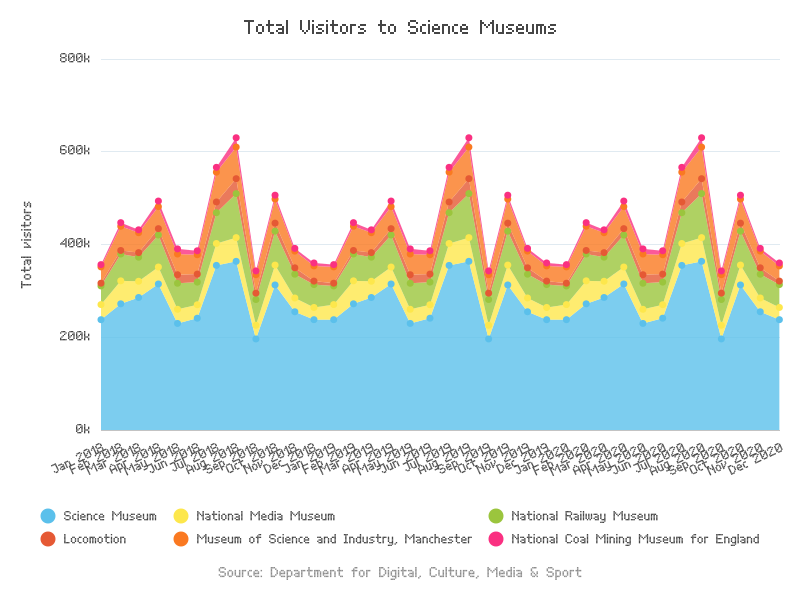 Total Visitors to Science Museums
800k
600k
400k
200k
0k
Total visitors
Jan 2018
Feb 2018
Mar 2018
Apr 2018
May 2018
Jun 2018
Jul 2018
Aug 2018
Sep 2018
Oct 2018
Nov 2018
Dec 2018
Jan 2019
Feb 2019
Mar 2019
Apr 2019
May 2019
Jun 2019
Jul 2019
Aug 2019
Sep 2019
Oct 2019
Nov 2019
Dec 2019
Jan 2020
Feb 2020
Mar 2020
Apr 2020
May 2020
Jun 2020
Jul 2020
Aug 2020
Sep 2020
Oct 2020
Nov 2020
Dec 2020
Science Museum
National Media Museum
National Railway Museum
Locomotion
Museum of Science and Industry, Manchester
National Coal Mining Museum for England
Source: Department for Digital, Culture, Media & Sport